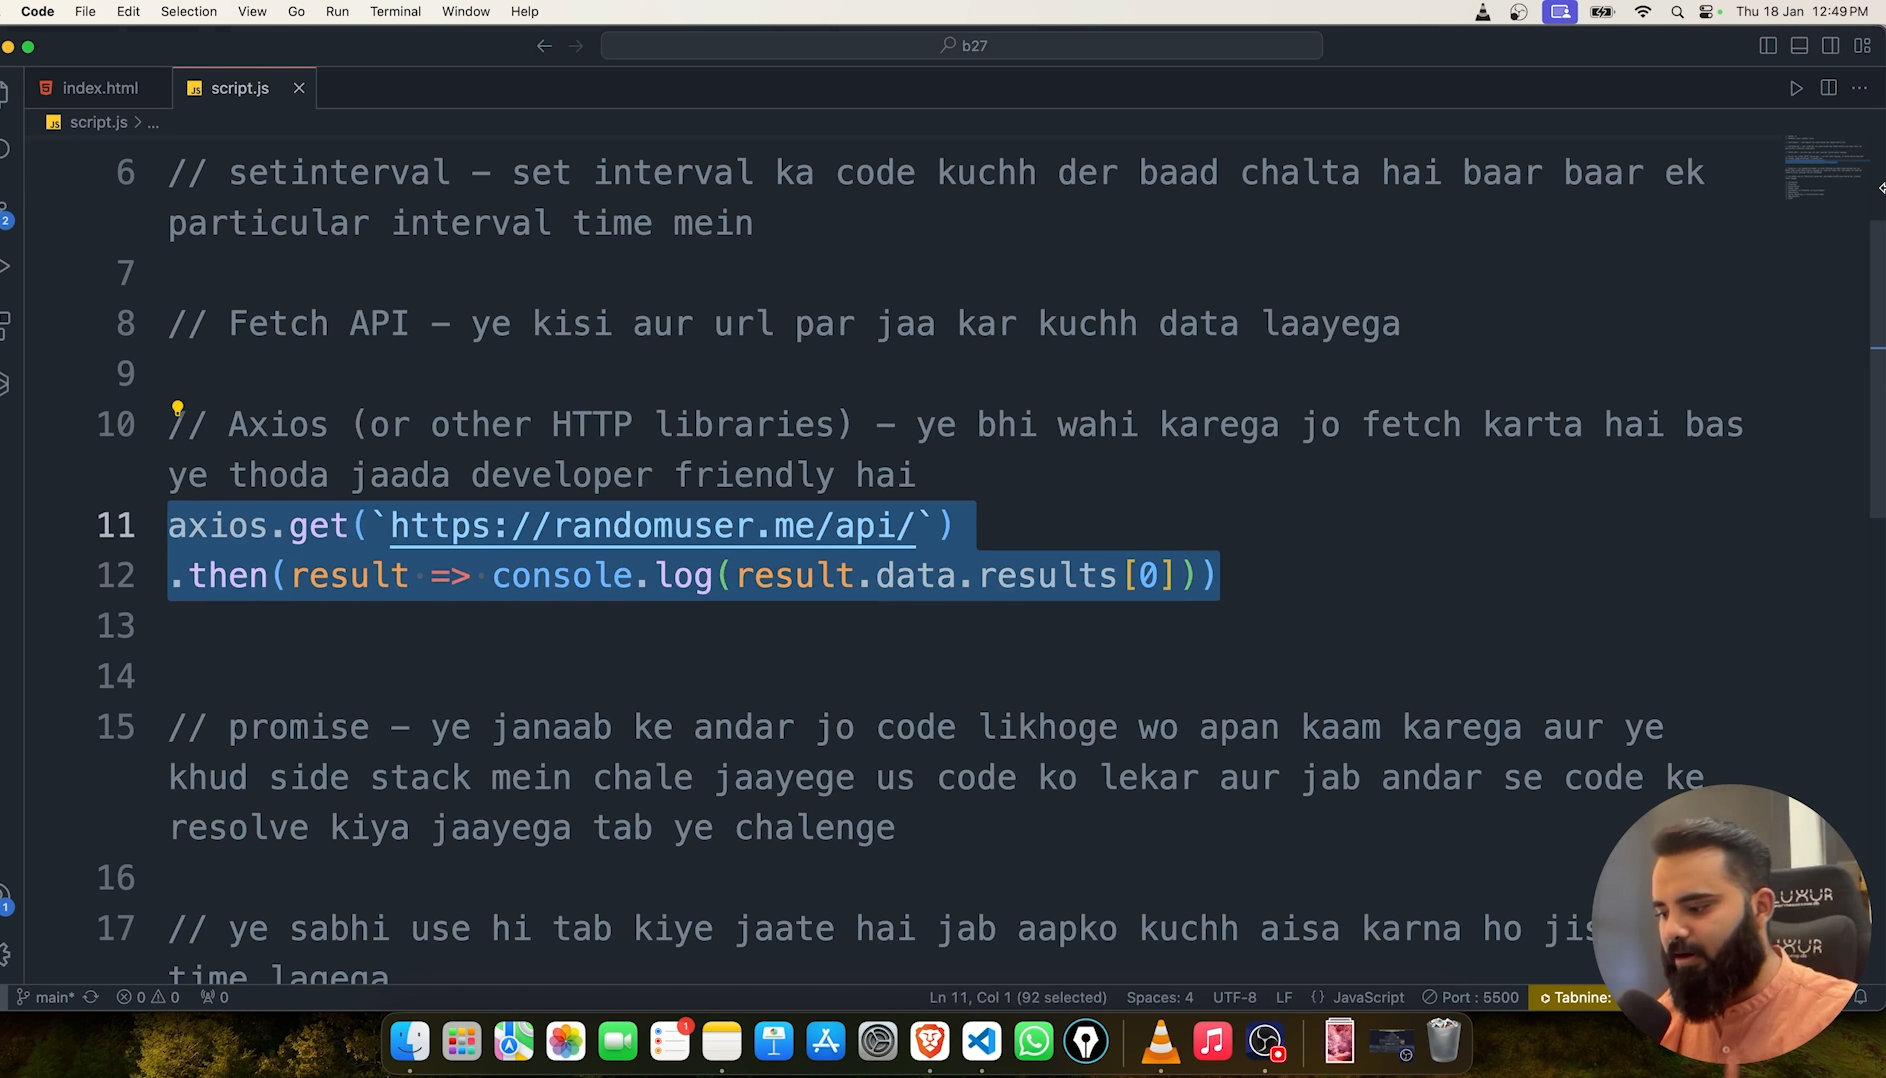 Code File Edit Selection View Go Run Terminal Window Help Thu 18 Jan 12:49 PM
b27
index.html script.js
script.js > ...
6 // setinterval – set interval ka code kuchh der baad chalta hai baar baar ek
particular interval time mein
7
8 // Fetch API – ye kisi aur url par jaa kar kuchh data laayega
9
10 // Axios (or other HTTP libraries) – ye bhi wahi karega jo fetch karta hai bas
ye thoda jaada developer friendly hai
11 axios.get(`https://randomuser.me/api/`)
12 .then(result => console.log(result.data.results[0]))
13
14
15 // promise – ye janaab ke andar jo code likhoge wo apan kaam karega aur ye
khud side stack mein chale jaayege us code ko lekar aur jab andar se code ke
resolve kiya jaayega tab ye chalenge
16
17 // ye sabhi use hi tab kiye jaate hai jab aapko kuchh aisa karna ho
time lagega
2
1
main* 0 0 0 Ln 11, Col 1 (92 selected) Spaces: 4 UTF-8 LF {} JavaScript Port : 5500 Tabnine:
1